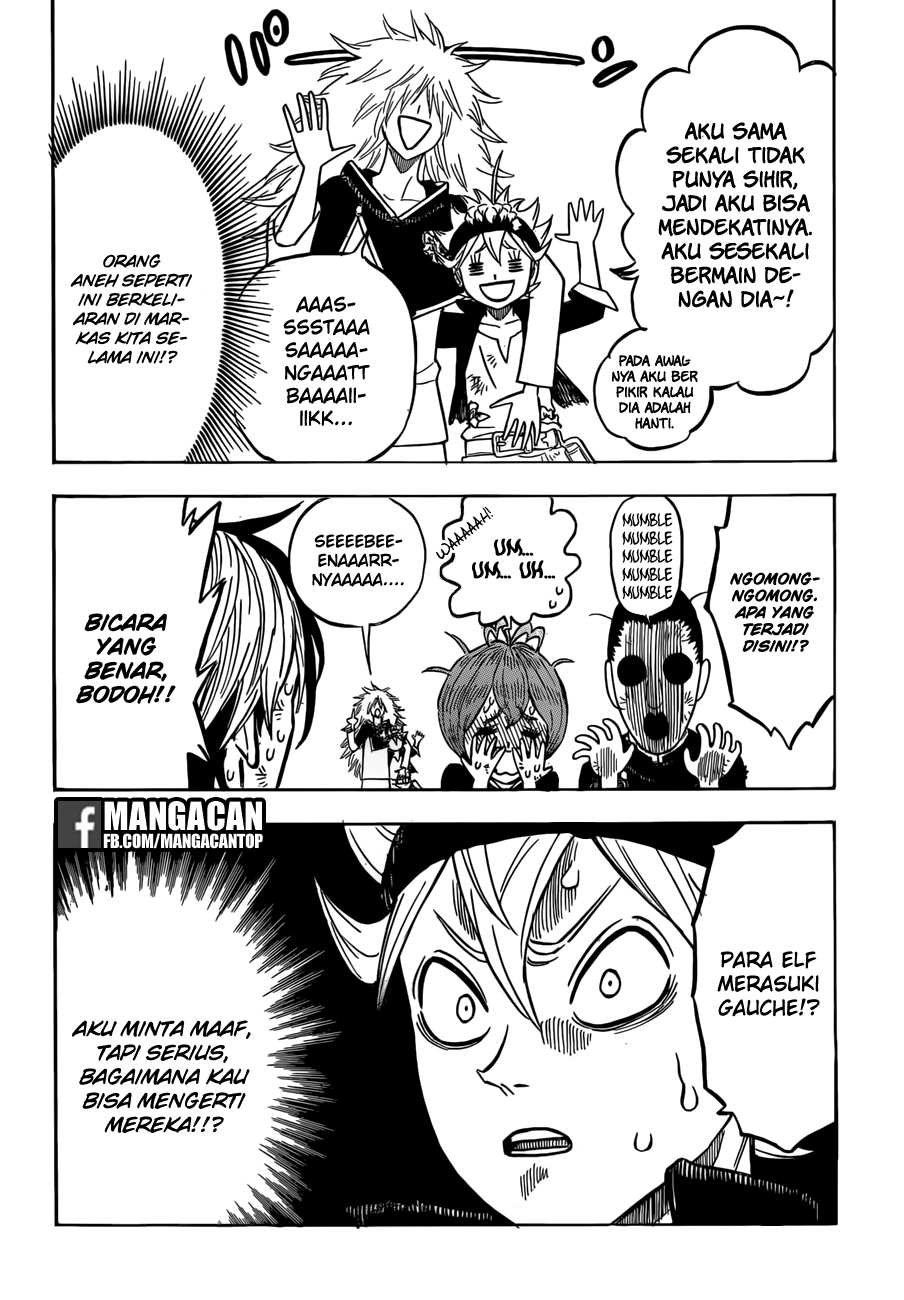 AKU SAMA
SEKALI TIDAK
PUNYA SIHIR,
JADI AKU BISA
MENDEKATINYA.
AKU SESEKALI
BERMAIN DE-
NGAN DIA~!
PADA AWAL-
NYA AKU BER
PIKIR KALAU
DIA ADALAH
HANTI.
AAAS-
SSSTAAA
SAAAAA-
NGAAATT
BAAAAII-
IIKK...
ORANG
ANEH SEPERTI
INI BERKELI-
ARAN DI MAR-
KAS KITA SE-
LAMA INI!?
NGOMONG-
NGOMONG.
APA YANG
TERJADI
DISINI!?
MUMBLE
MUMBLE
MUMBLE
MUMBLE
MUMBLE
WAAAAAH!
UM...
UM... UH...
SEEEEBEE-
ENAAARR-
NYAAAAA....
BICARA
YANG
BENAR,
BODOH!!
MANGACAN
FB.COM/MANGACANTOP
PARA ELF
MERASUKI
GAUCHE!?
AKU MINTA MAAF,
TAPI SERIUS,
BAGAIMANA KAU
BISA MENGERTI
MEREKA!!?